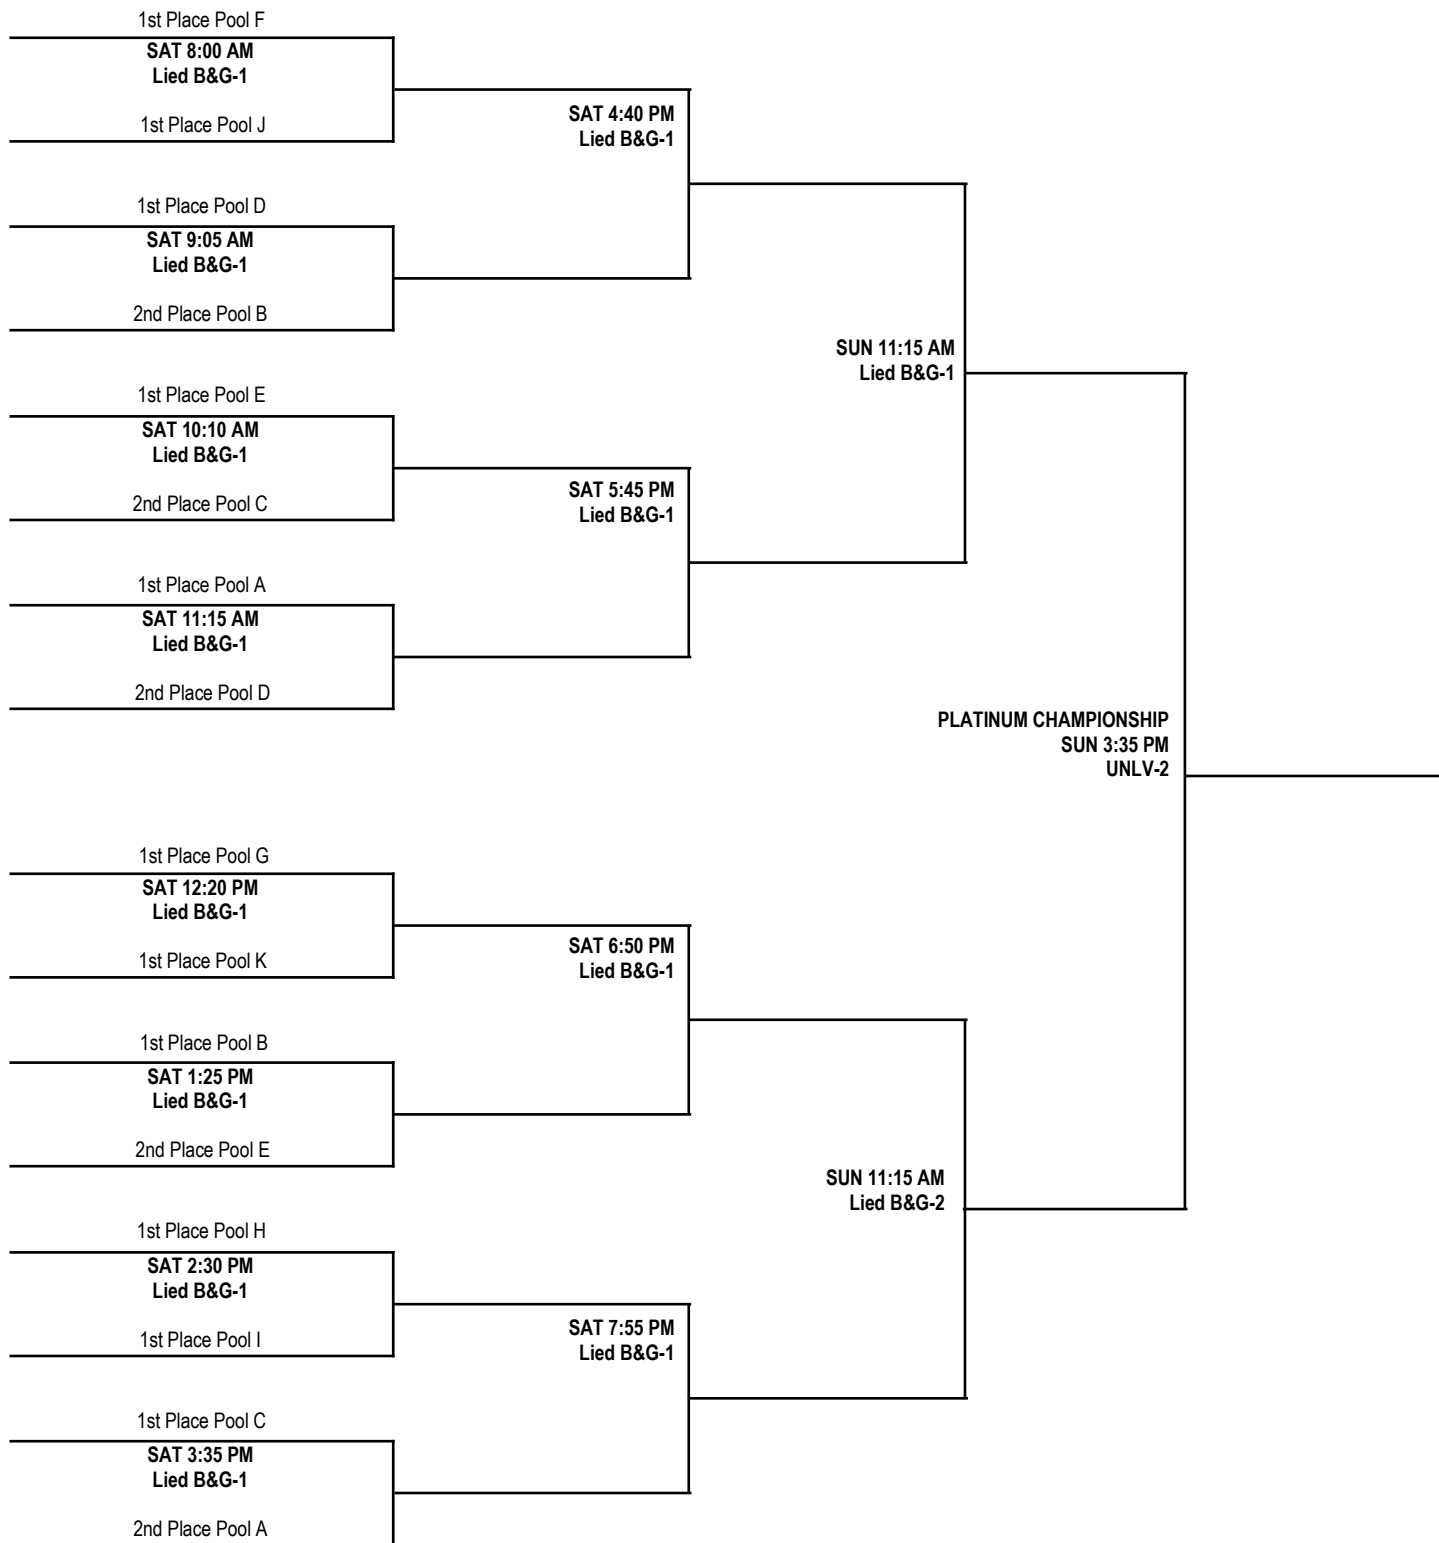 1st Place Pool F
SAT 8:00 AM
Lied B&G-1
1st Place Pool J
SAT 4:40 PM
Lied B&G-1
1st Place Pool D
SAT 9:05 AM
Lied B&G-1
2nd Place Pool B
SUN 11:15 AM
Lied B&G-1
1st Place Pool E
SAT 10:10 AM
Lied B&G-1
2nd Place Pool C
SAT 5:45 PM
Lied B&G-1
1st Place Pool A
SAT 11:15 AM
Lied B&G-1
2nd Place Pool D
PLATINUM CHAMPIONSHIP
SUN 3:35 PM
UNLV-2
1st Place Pool G
SAT 12:20 PM
Lied B&G-1
1st Place Pool K
SAT 6:50 PM
Lied B&G-1
1st Place Pool B
SAT 1:25 PM
Lied B&G-1
2nd Place Pool E
SUN 11:15 AM
Lied B&G-2
1st Place Pool H
SAT 2:30 PM
Lied B&G-1
1st Place Pool I
SAT 7:55 PM
Lied B&G-1
1st Place Pool C
SAT 3:35 PM
Lied B&G-1
2nd Place Pool A